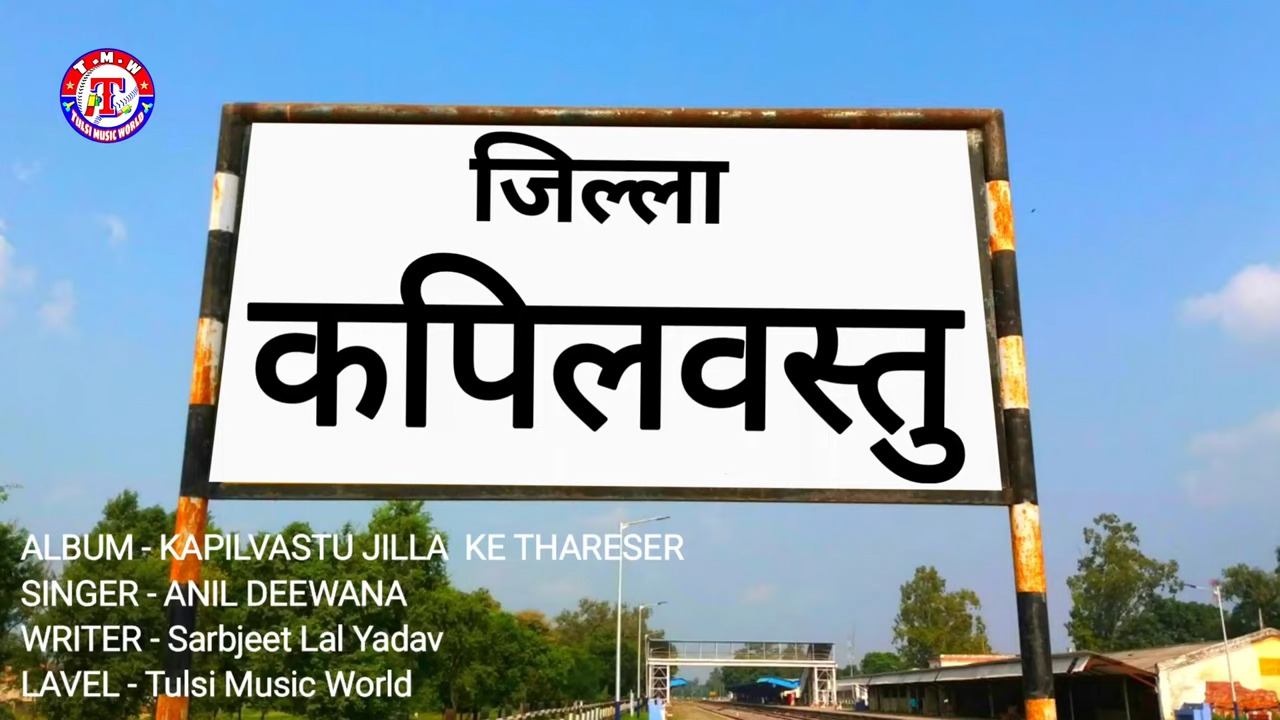 T.M.W
T
TULSI MUSIC WORLD
जिल्ला
कपिलवस्तु
ALBUM - KAPILVASTU JILLA KE THARESER
SINGER - ANIL DEEWANA
WRITER - Sarbjeet Lal Yadav
LAVEL - Tulsi Music World